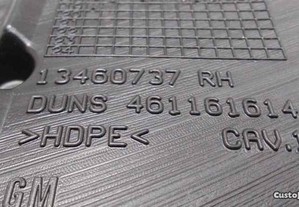 13460737 RH
DUNS 461161614
>HDPE< CAV.
GM